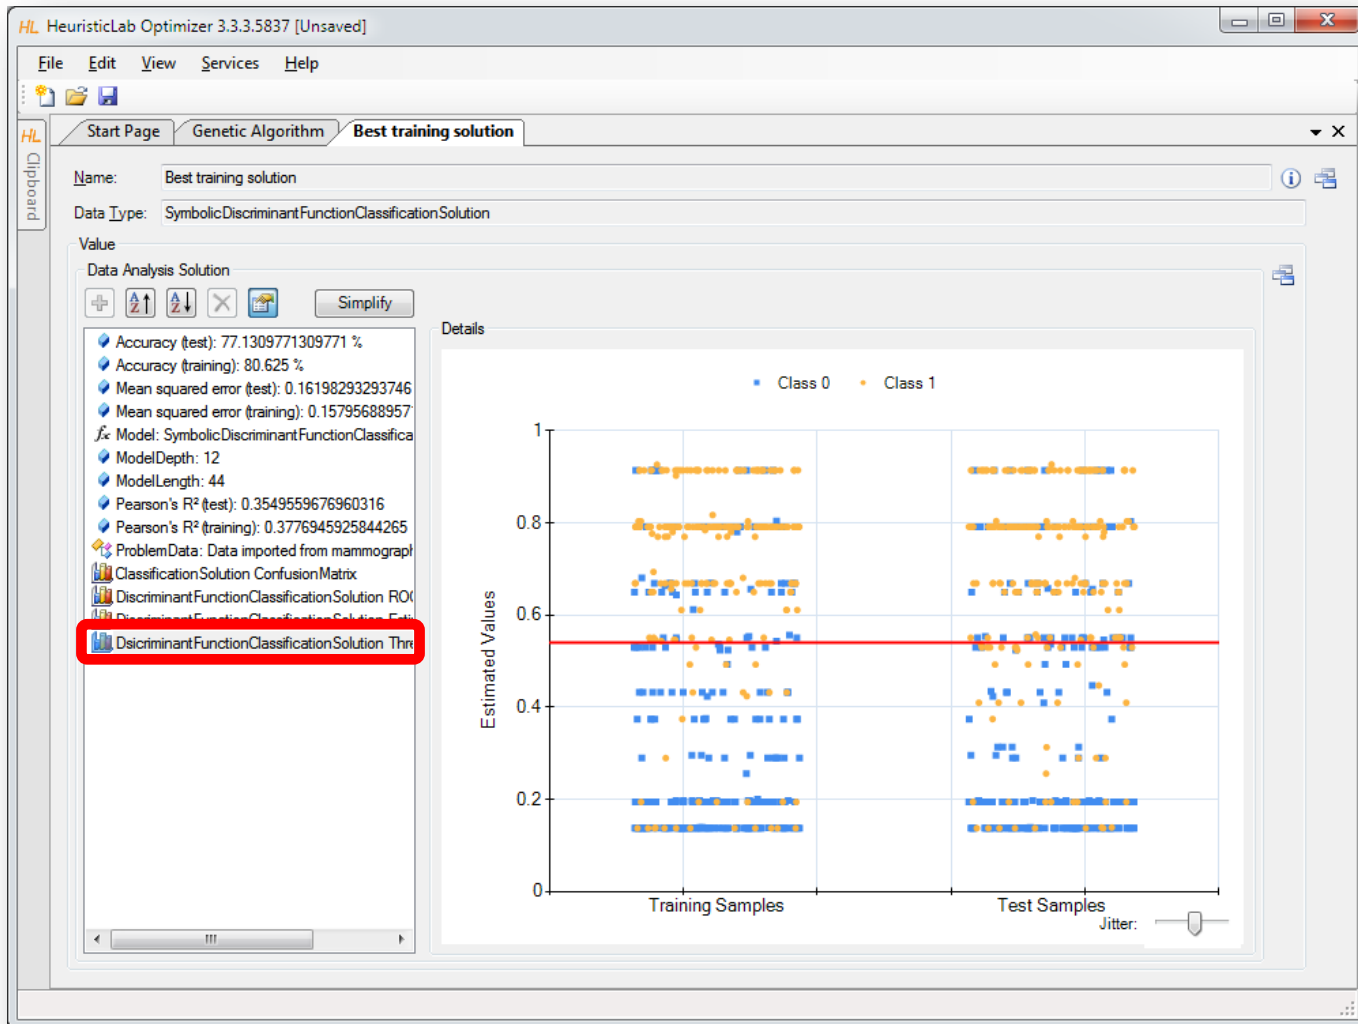 HL HeuristicLab Optimizer 3.3.3.5837 [Unsaved]
File Edit View Services Help
HL Clipboard
Start Page Genetic Algorithm Best training solution
Name: Best training solution
Data Type: SymbolicDiscriminantFunctionClassificationSolution
Value
Data Analysis Solution
Simplify
Accuracy (test): 77.1309771309771 %
Accuracy (training): 80.625 %
Mean squared error (test): 0.16198293293746
Mean squared error (training): 0.15795688957
Model: SymbolicDiscriminantFunctionClassifica
ModelDepth: 12
ModelLength: 44
Pearson's R² (test): 0.3549559676960316
Pearson's R² (training): 0.3776945925844265
ProblemData: Data imported from mammograph
ClassificationSolution ConfusionMatrix
DiscriminantFunctionClassificationSolution ROC
DiscriminantFunctionClassificationSolution Esti
DsicriminantFunctionClassificationSolution Thre
Details
Class 0 Class 1
1
0.8
0.6
0.4
0.2
0
Estimated Values
Training Samples Test Samples
Jitter: